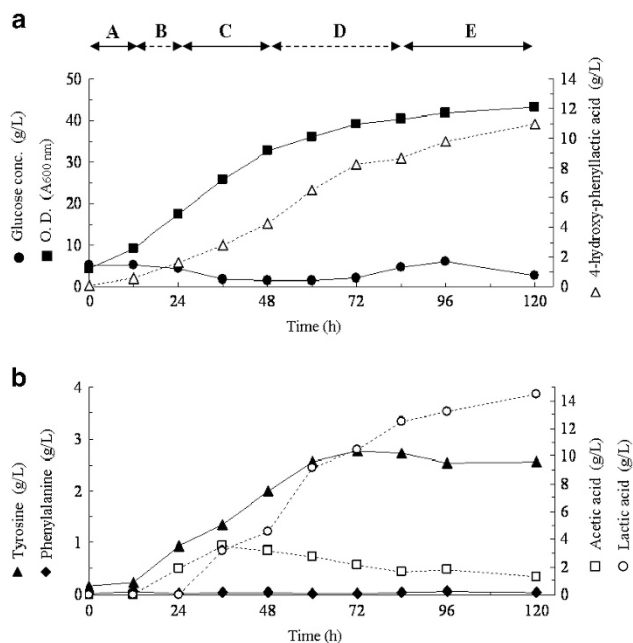 a
A B C D E
50 14
40 12
30 10
20 8
10 6
0 4
2
0
0 24 48 72 96 120
Time (h)
● Glucose conc. (g/L)
■ O.D. (A600 nm)
△ 4-hydroxy-phenyllactic acid (g/L)
b
4 14
3 12
2 10
1 8
0 6
4
2
0
0 24 48 72 96 120
Time (h)
▲ Tyrosine (g/L)
◆ Phenylalanine (g/L)
□ Acetic acid (g/L)
○ Lactic acid (g/L)